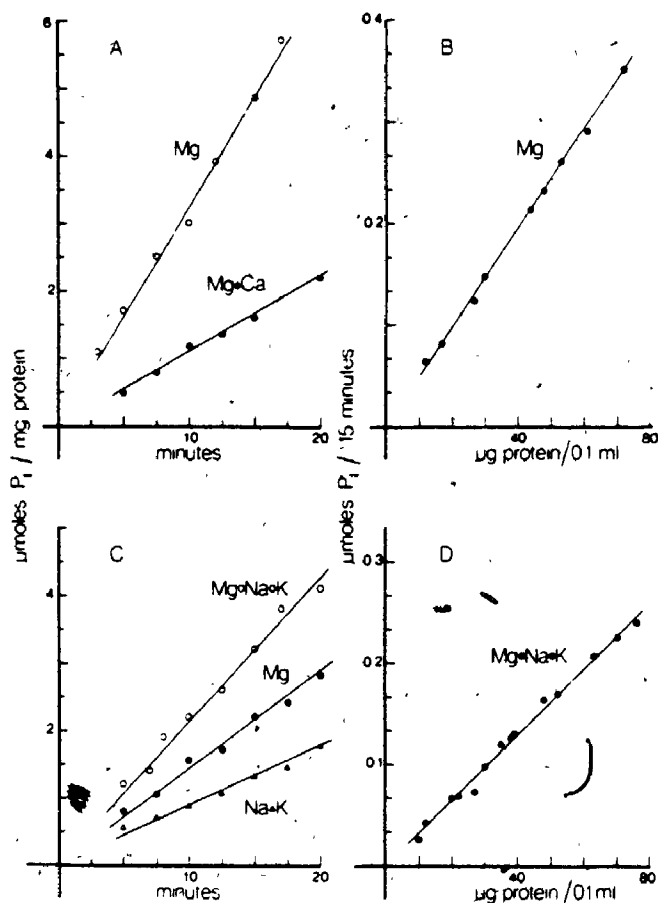 A
6
4
2
Mg
Mg+Ca
10
20
minutes
µmoles Pi / mg protein
B
0.4
0.2
Mg
40
80
µg protein/0.1 ml
µmoles Pi / 15 minutes
C
4
2
Mg+Na+K
Mg
Na+K
10
20
minutes
D
0.3
0.2
0.1
Mg+Na+K
40
80
µg protein/0.1 ml